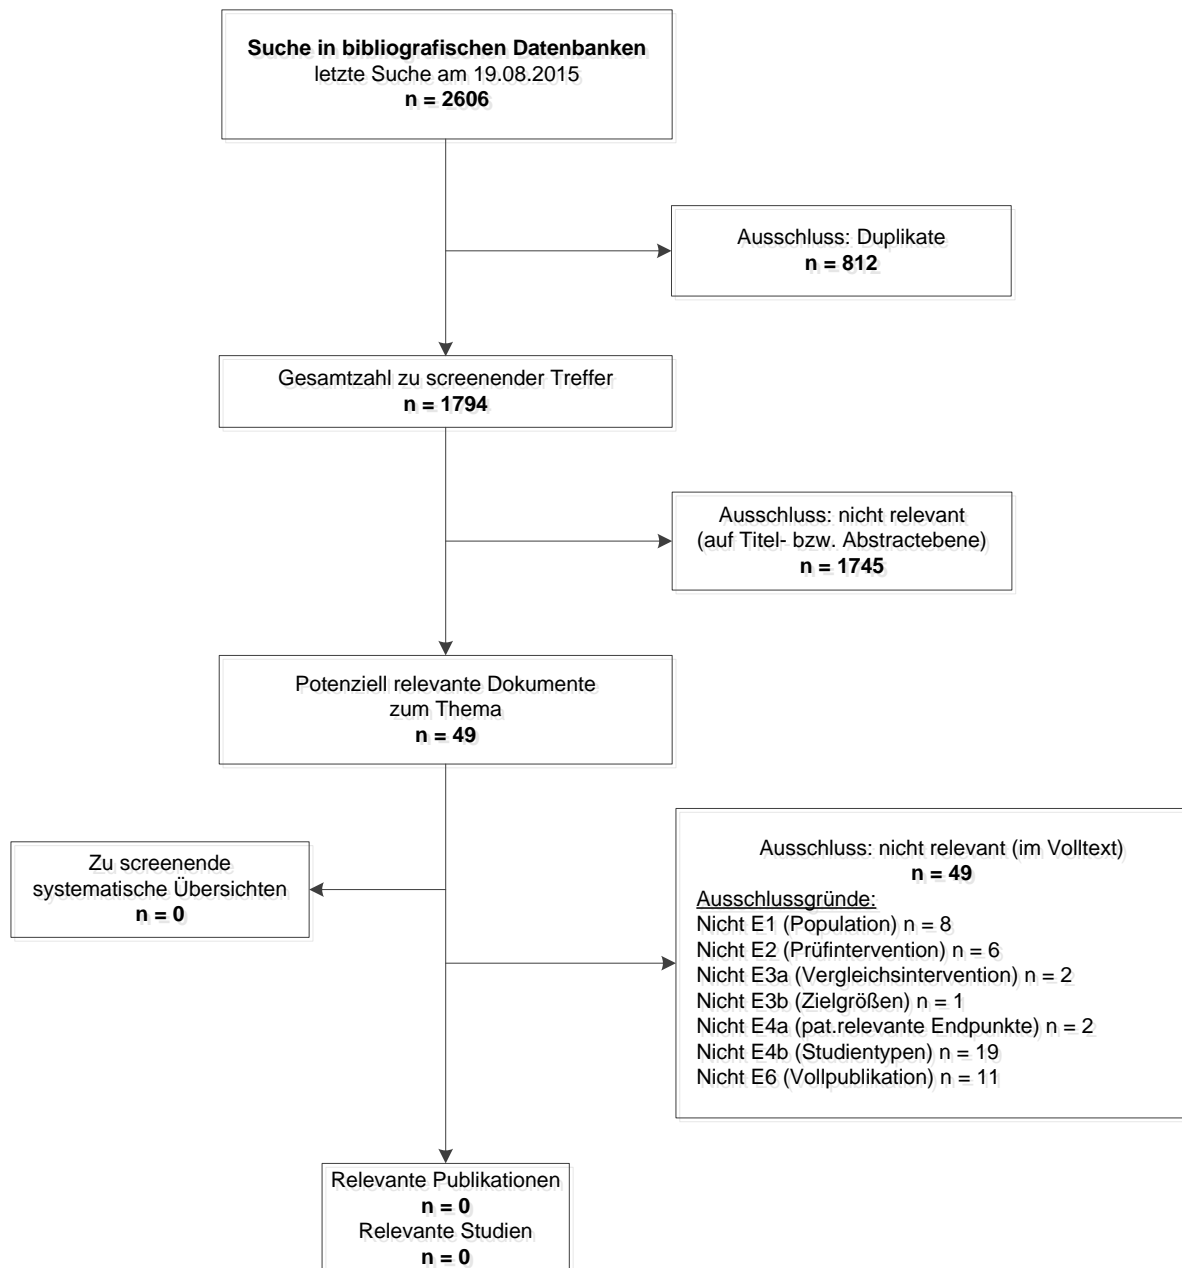 Suche in bibliografischen Datenbanken
letzte Suche am 19.08.2015
n = 2606
Ausschluss: Duplikate
n = 812
Gesamtzahl zu screenender Treffer
n = 1794
Ausschluss: nicht relevant
(auf Titel- bzw. Abstractebene)
n = 1745
Potenziell relevante Dokumente
zum Thema
n = 49
Zu screenende
systematische Übersichten
n = 0
Ausschluss: nicht relevant (im Volltext)
n = 49
Ausschlussgründe:
Nicht E1 (Population) n = 8
Nicht E2 (Prüfintervention) n = 6
Nicht E3a (Vergleichsintervention) n = 2
Nicht E3b (Zielgrößen) n = 1
Nicht E4a (pat.relevante Endpunkte) n = 2
Nicht E4b (Studientypen) n = 19
Nicht E6 (Vollpublikation) n = 11
Relevante Publikationen
n = 0
Relevante Studien
n = 0